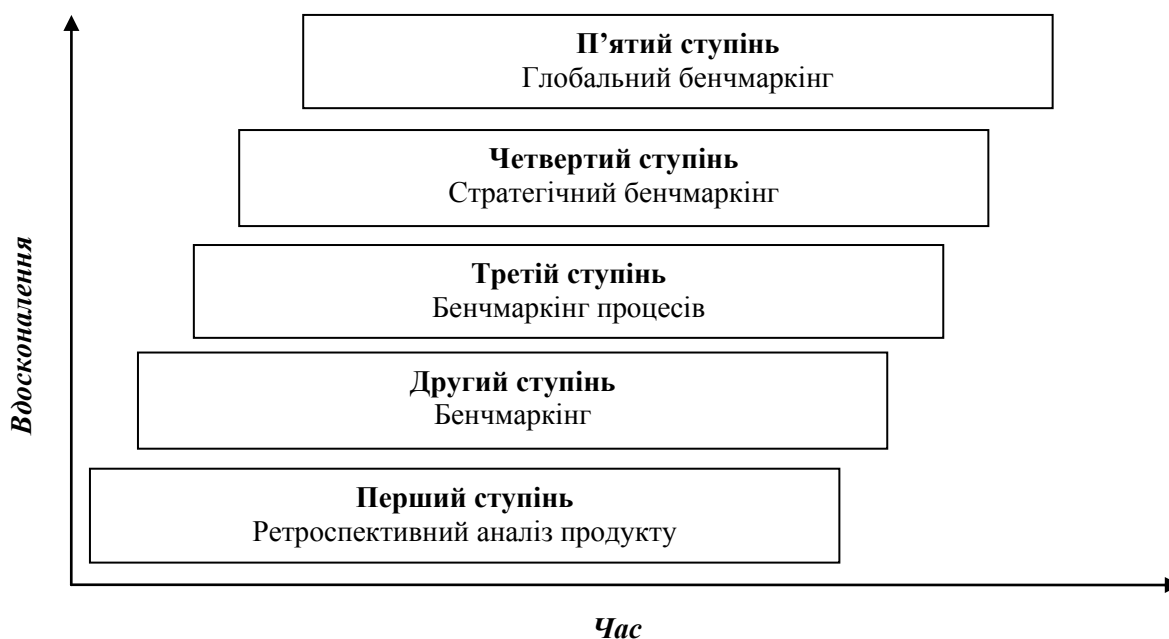 П’ятий ступінь
Глобальний бенчмаркінг
Четвертий ступінь
Стратегічний бенчмаркінг
Третій ступінь
Бенчмаркінг процесів
Другий ступінь
Бенчмаркінг
Перший ступінь
Ретроспективний аналіз продукту
Вдосконалення
Час